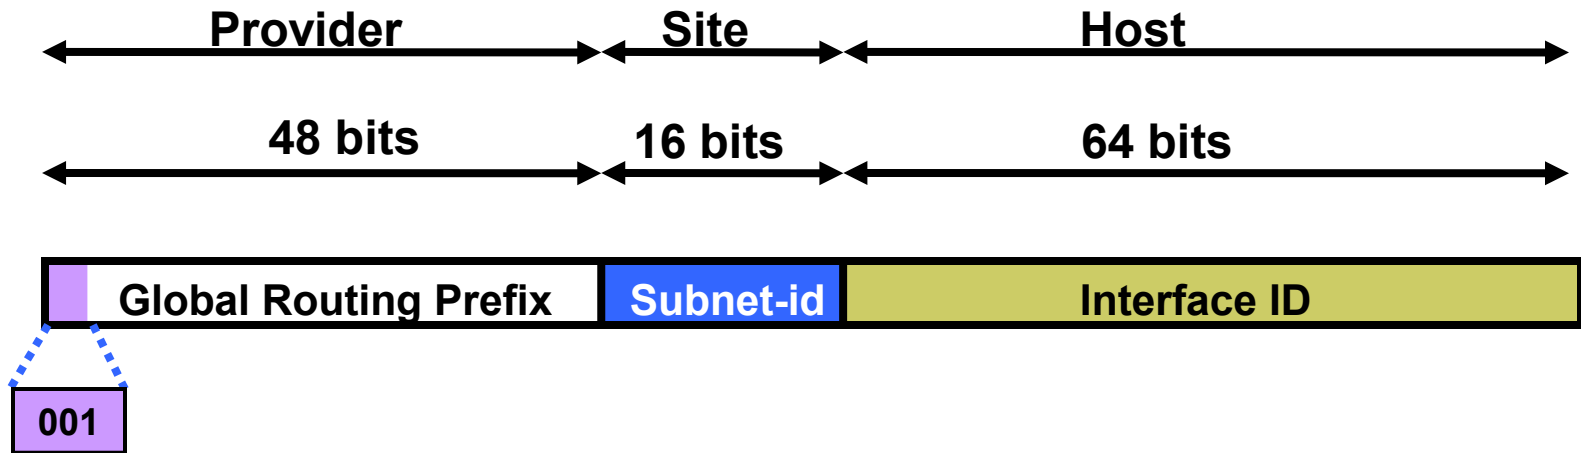 Provider Site Host
48 bits 16 bits 64 bits
Global Routing Prefix Subnet-id Interface ID
001